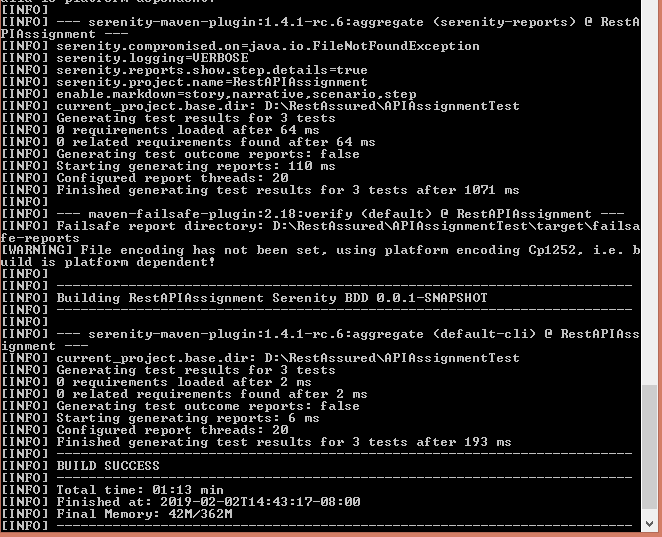 [INFO]
[INFO] --- serenity-maven-plugin:1.4.1-rc.6:aggregate (serenity-reports) @ RestA
PIAssignment ---
[INFO] serenity.compromised.on=java.io.FileNotFoundException
[INFO] serenity.logging=VERBOSE
[INFO] serenity.reports.show.step.details=true
[INFO] serenity.project.name=RestAPIAssignment
[INFO] enable.markdown=story,narrative,scenario,step
[INFO] current_project.base.dir: D:\RestAssured\APIAssignmentTest
[INFO] Generating test results for 3 tests
[INFO] 0 requirements loaded after 64 ms
[INFO] 0 related requirements found after 64 ms
[INFO] Generating test outcome reports: false
[INFO] Starting generating reports: 110 ms
[INFO] Configured report threads: 20
[INFO] Finished generating test results for 3 tests after 1071 ms
[INFO]
[INFO] --- maven-failsafe-plugin:2.18:verify (default) @ RestAPIAssignment ---
[INFO] Failsafe report directory: D:\RestAssured\APIAssignmentTest\target\failsa
fe-reports
[WARNING] File encoding has not been set, using platform encoding Cp1252, i.e. b
uild is platform dependent!
[INFO]
[INFO] ------------------------------------------------------------------------
[INFO] Building RestAPIAssignment Serenity BDD 0.0.1-SNAPSHOT
[INFO] ------------------------------------------------------------------------
[INFO]
[INFO] --- serenity-maven-plugin:1.4.1-rc.6:aggregate (default-cli) @ RestAPIAss
ignment ---
[INFO] current_project.base.dir: D:\RestAssured\APIAssignmentTest
[INFO] Generating test results for 3 tests
[INFO] 0 requirements loaded after 2 ms
[INFO] 0 related requirements found after 2 ms
[INFO] Generating test outcome reports: false
[INFO] Starting generating reports: 6 ms
[INFO] Configured report threads: 20
[INFO] Finished generating test results for 3 tests after 193 ms
[INFO] ------------------------------------------------------------------------
[INFO] BUILD SUCCESS
[INFO] ------------------------------------------------------------------------
[INFO] Total time: 01:13 min
[INFO] Finished at: 2019-02-02T14:43:17-08:00
[INFO] Final Memory: 42M/362M
[INFO] ------------------------------------------------------------------------